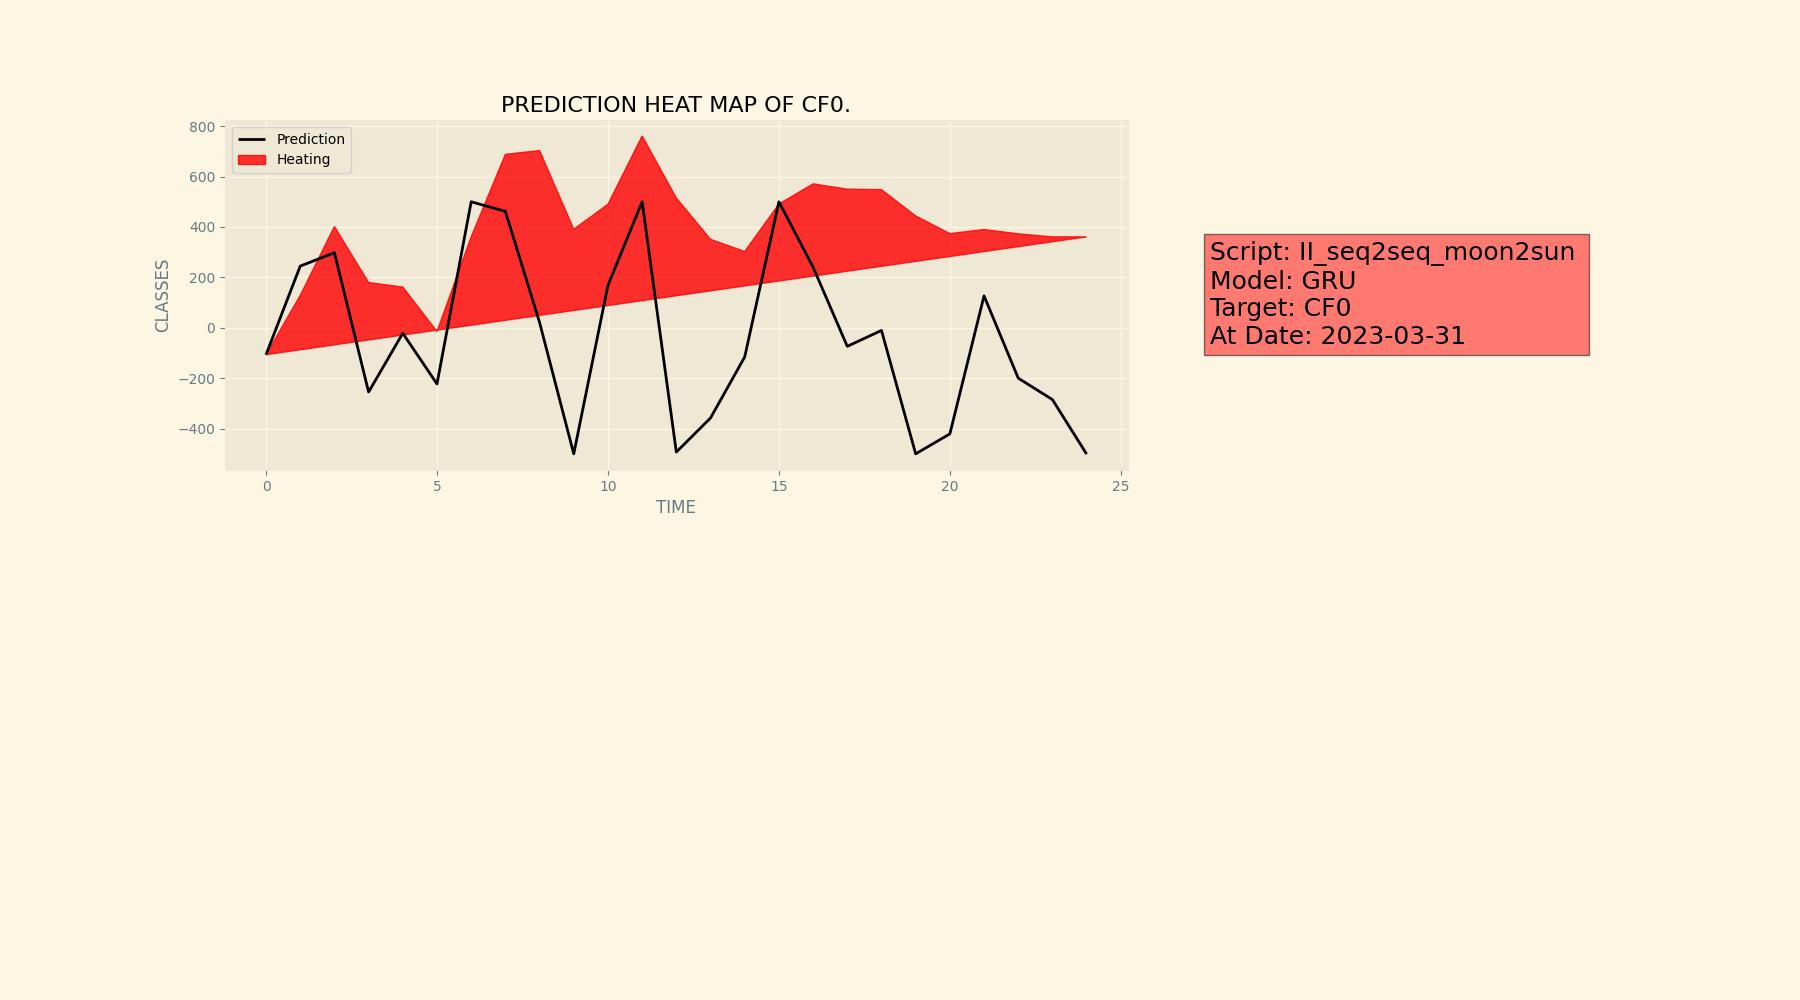 PREDICTION HEAT MAP OF CF0.
Prediction
Heating
800
600
400
200
0
−200
−400
CLASSES
0 5 10 15 20 25
TIME
Script: II_seq2seq_moon2sun
Model: GRU
Target: CF0
At Date: 2023-03-31